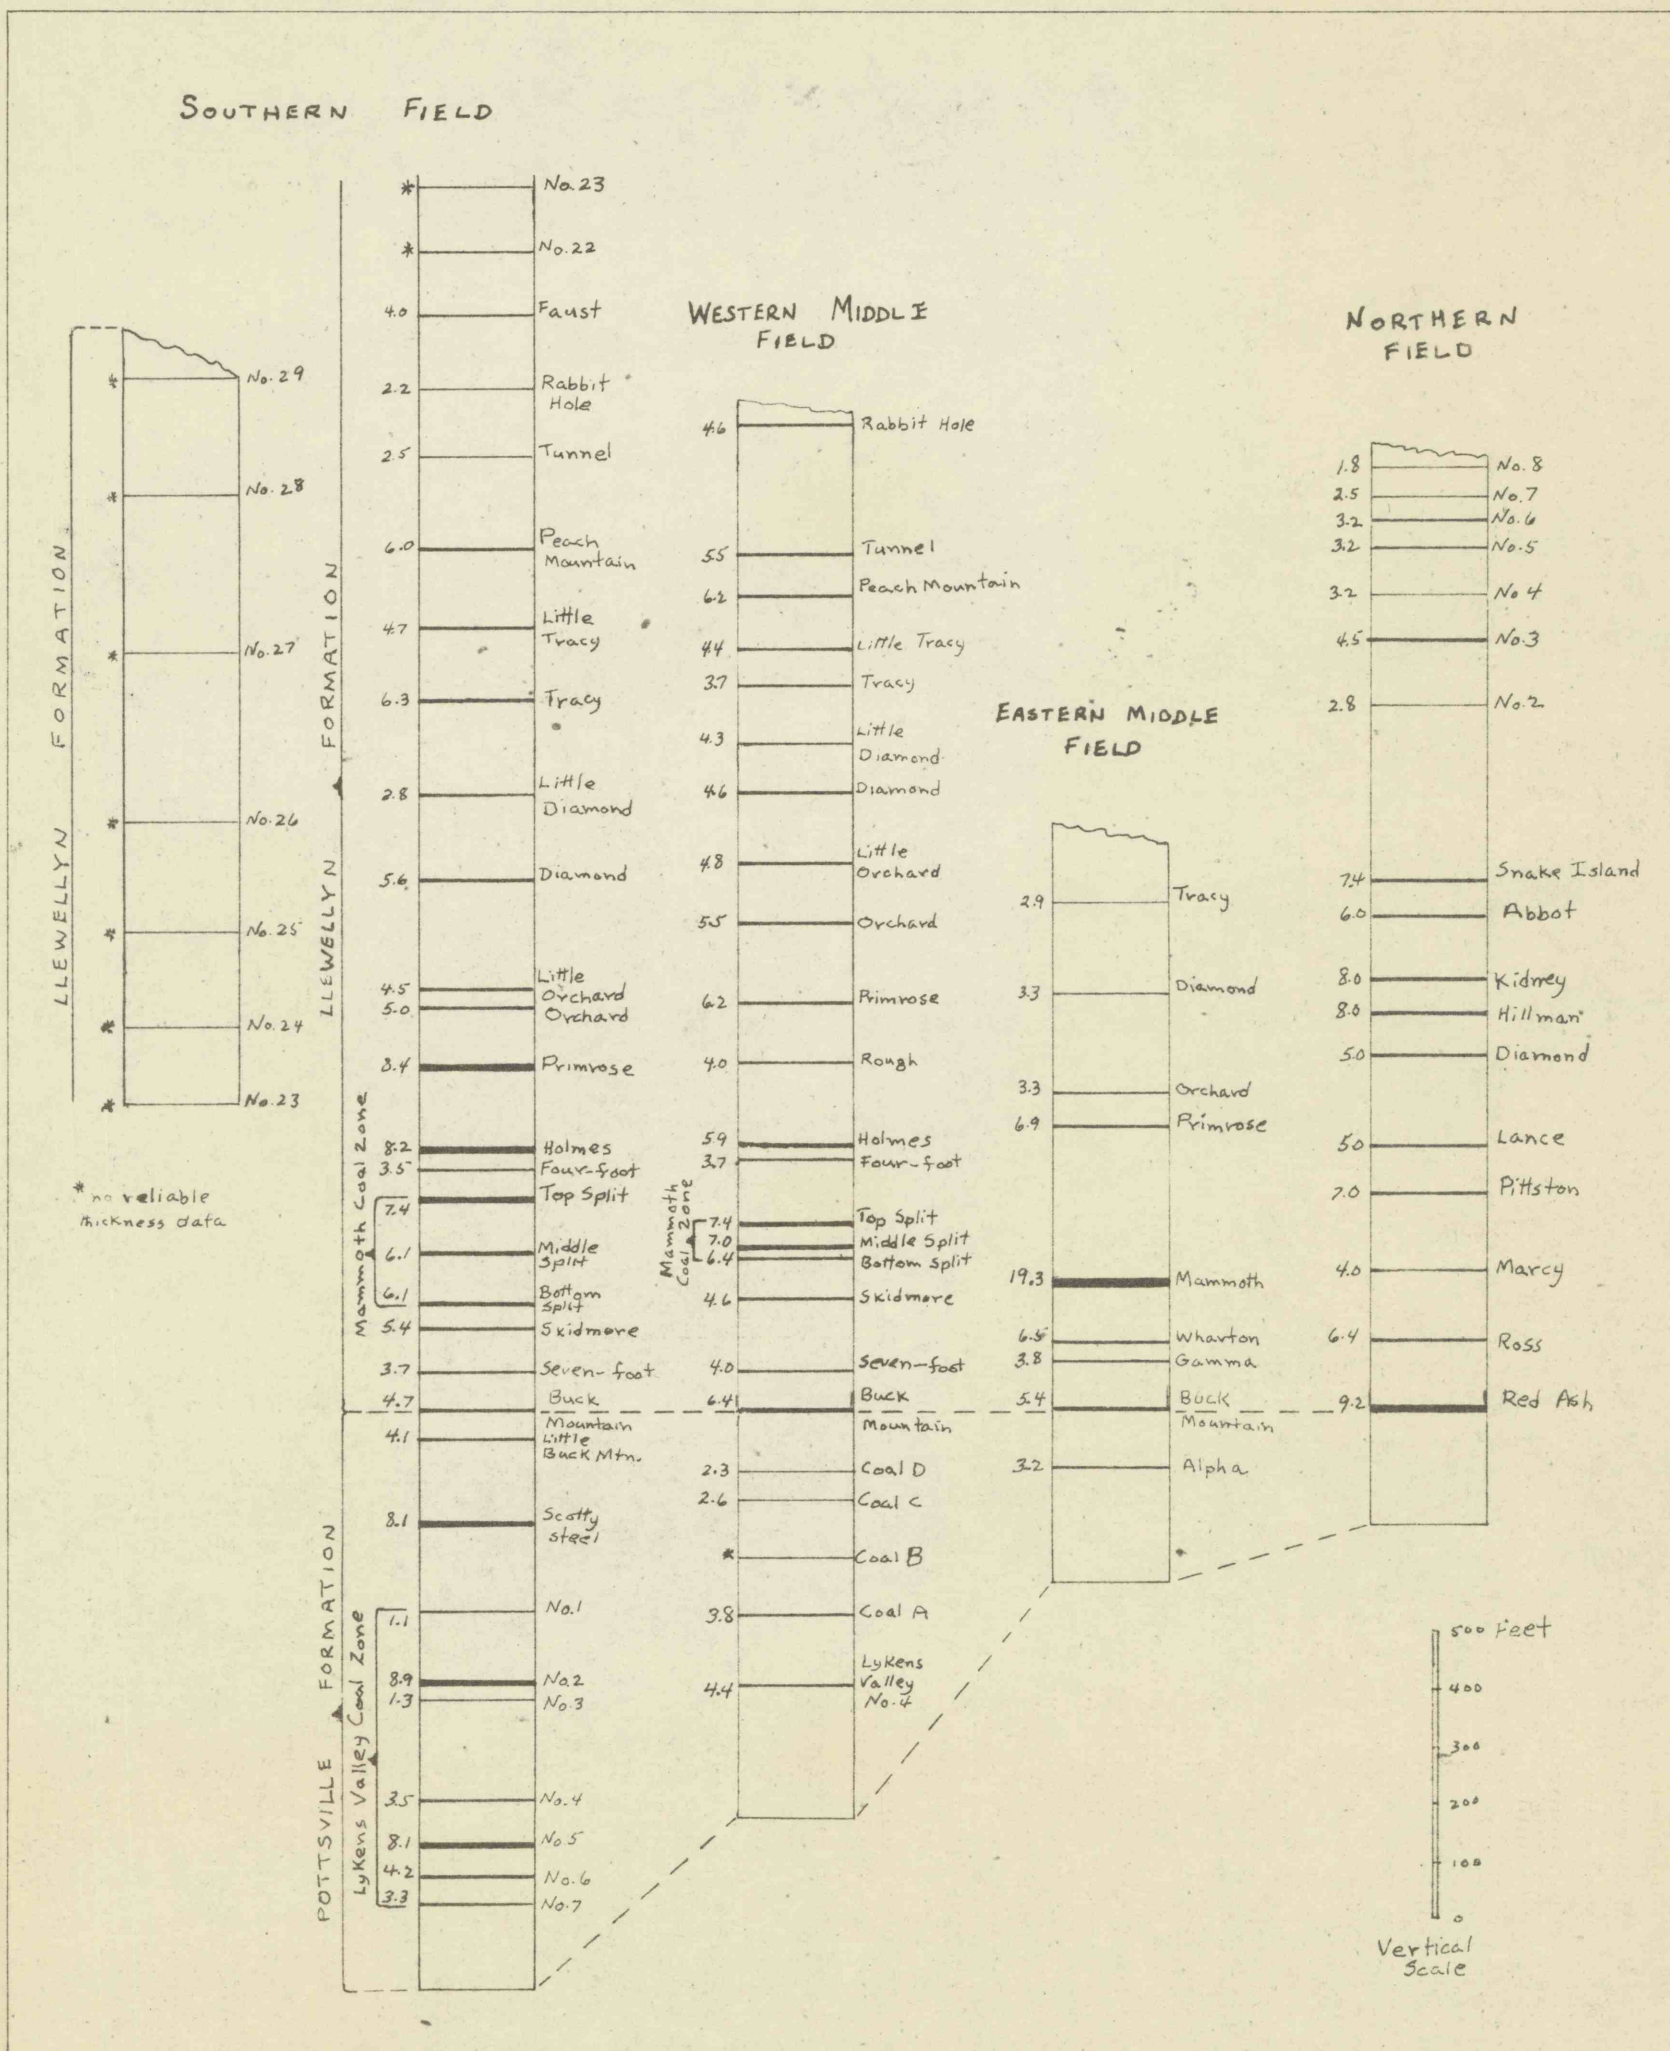 SOUTHERN FIELD
LLEWELLYN FORMATION
* No. 29
* No. 28
* No. 27
* No. 26
* No. 25
* No. 24
* No. 23
* no reliable
thickness data
LLEWELLYN FORMATION
* No. 23
* No. 22
4.0 Faust
2.2 Rabbit
Hole
2.5 Tunnel
6.0 Peach
Mountain
4.7 Little
Tracy
6.3 Tracy
2.8 Little
Diamond
5.6 Diamond
4.5 Little
Orchard
5.0 Orchard
8.4 Primrose
Mammoth Coal Zone
8.2 Holmes
3.5 Four-foot
7.4 Top Split
6.1 Middle
Split
6.1 Bottom
Split
5.4 Skidmore
3.7 Seven-foot
4.7 Buck
Mountain
4.1 Little
Buck Mtn.
POTTSVILLE FORMATION
8.1 Scotty
steel
Lykens Valley Coal Zone
1.1 No. 1
8.9 No. 2
1.3 No. 3
3.5 No. 4
8.1 No 5
4.2 No. 6
3.3 No. 7
WESTERN MIDDLE
FIELD
4.6 Rabbit Hole
5.5 Tunnel
6.2 Peach Mountain
4.4 Little Tracy
3.7 Tracy
4.3 Little
Diamond
4.6 Diamond
4.8 Little
Orchard
5.5 Orchard
6.2 Primrose
4.0 Rough
5.9 Holmes
3.7 Four-foot
Mammoth
Coal Zone
7.4 Top Split
7.0 Middle Split
6.4 Bottom Split
4.6 Skidmore
4.0 Seven-foot
6.4 Buck
Mountain
2.3 Coal D
2.6 Coal C
* Coal B
3.8 Coal A
4.4 Lykens
Valley
No. 4
EASTERN MIDDLE
FIELD
2.9 Tracy
3.3 Diamond
3.3 Orchard
6.9 Primrose
19.3 Mammoth
6.5 Wharton
3.8 Gamma
5.4 Buck
Mountain
3.2 Alpha
NORTHERN
FIELD
1.8 No. 8
2.5 No. 7
3.2 No. 6
3.2 No. 5
3.2 No 4
4.5 No. 3
2.8 No. 2
7.4 Snake Island
6.0 Abbot
8.0 Kidney
8.0 Hillman
5.0 Diamond
5.0 Lance
7.0 Pittston
4.0 Marcy
6.4 Ross
9.2 Red Ash
500 Feet
400
300
200
100
0
Vertical
Scale